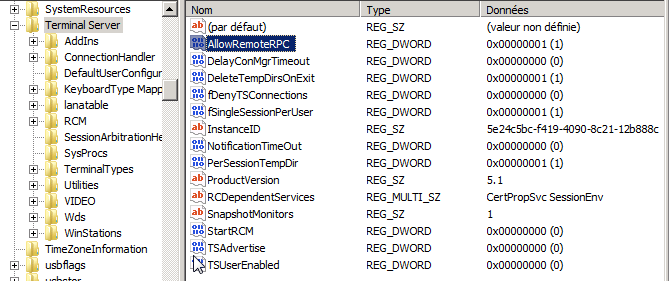 SystemResources
Terminal Server
AddIns
ConnectionHandler
DefaultUserConfigur
KeyboardType Mapp
lanatable
RCM
SessionArbitrationHe
SysProcs
TerminalTypes
Utilities
VIDEO
Wds
WinStations
TimeZoneInformation
usbflags
Nom Type Données
(par défaut) REG_SZ (valeur non définie)
AllowRemoteRPC REG_DWORD 0x00000001 (1)
DelayConMgrTimeout REG_DWORD 0x00000000 (0)
DeleteTempDirsOnExit REG_DWORD 0x00000001 (1)
fDenyTSConnections REG_DWORD 0x00000000 (0)
fSingleSessionPerUser REG_DWORD 0x00000001 (1)
InstanceID REG_SZ 5e24c5bc-f419-4090-8c21-12b888c
NotificationTimeOut REG_DWORD 0x00000000 (0)
PerSessionTempDir REG_DWORD 0x00000001 (1)
ProductVersion REG_SZ 5.1
RCDependentServices REG_MULTI_SZ CertPropSvc SessionEnv
SnapshotMonitors REG_SZ 1
StartRCM REG_DWORD 0x00000000 (0)
TSAdvertise REG_DWORD 0x00000000 (0)
TSUserEnabled REG_DWORD 0x00000000 (0)